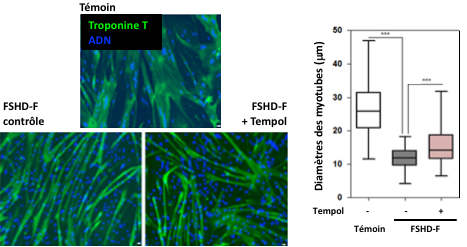 Témoin
Troponine T
ADN
FSHD-F
contrôle
FSHD-F
+ Tempol
Diamètres des myotubes (µm)
50
40
30
20
10
0
***
***
Tempol - - +
Témoin FSHD-F